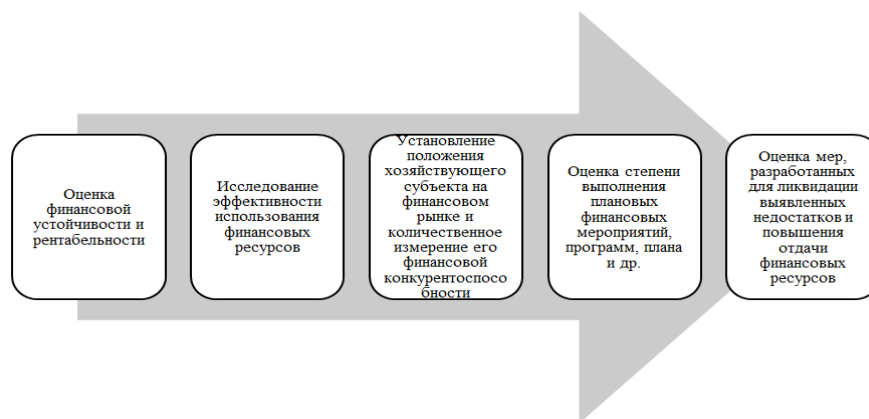 Оценка
финансовой
устойчивости и
рентабельности
Исследование
эффективности
использования
финансовых
ресурсов
Установление
положения
хозяйствующего
субъекта на
финансовом
рынке и
количественное
измерение его
финансовой
конкурентоспосо
бности
Оценка степени
выполнения
плановых
финансовых
мероприятий,
программ, плана
и др.
Оценка мер,
разработанных
для ликвидации
выявленных
недостатков и
повышения
отдачи
финансовых
ресурсов